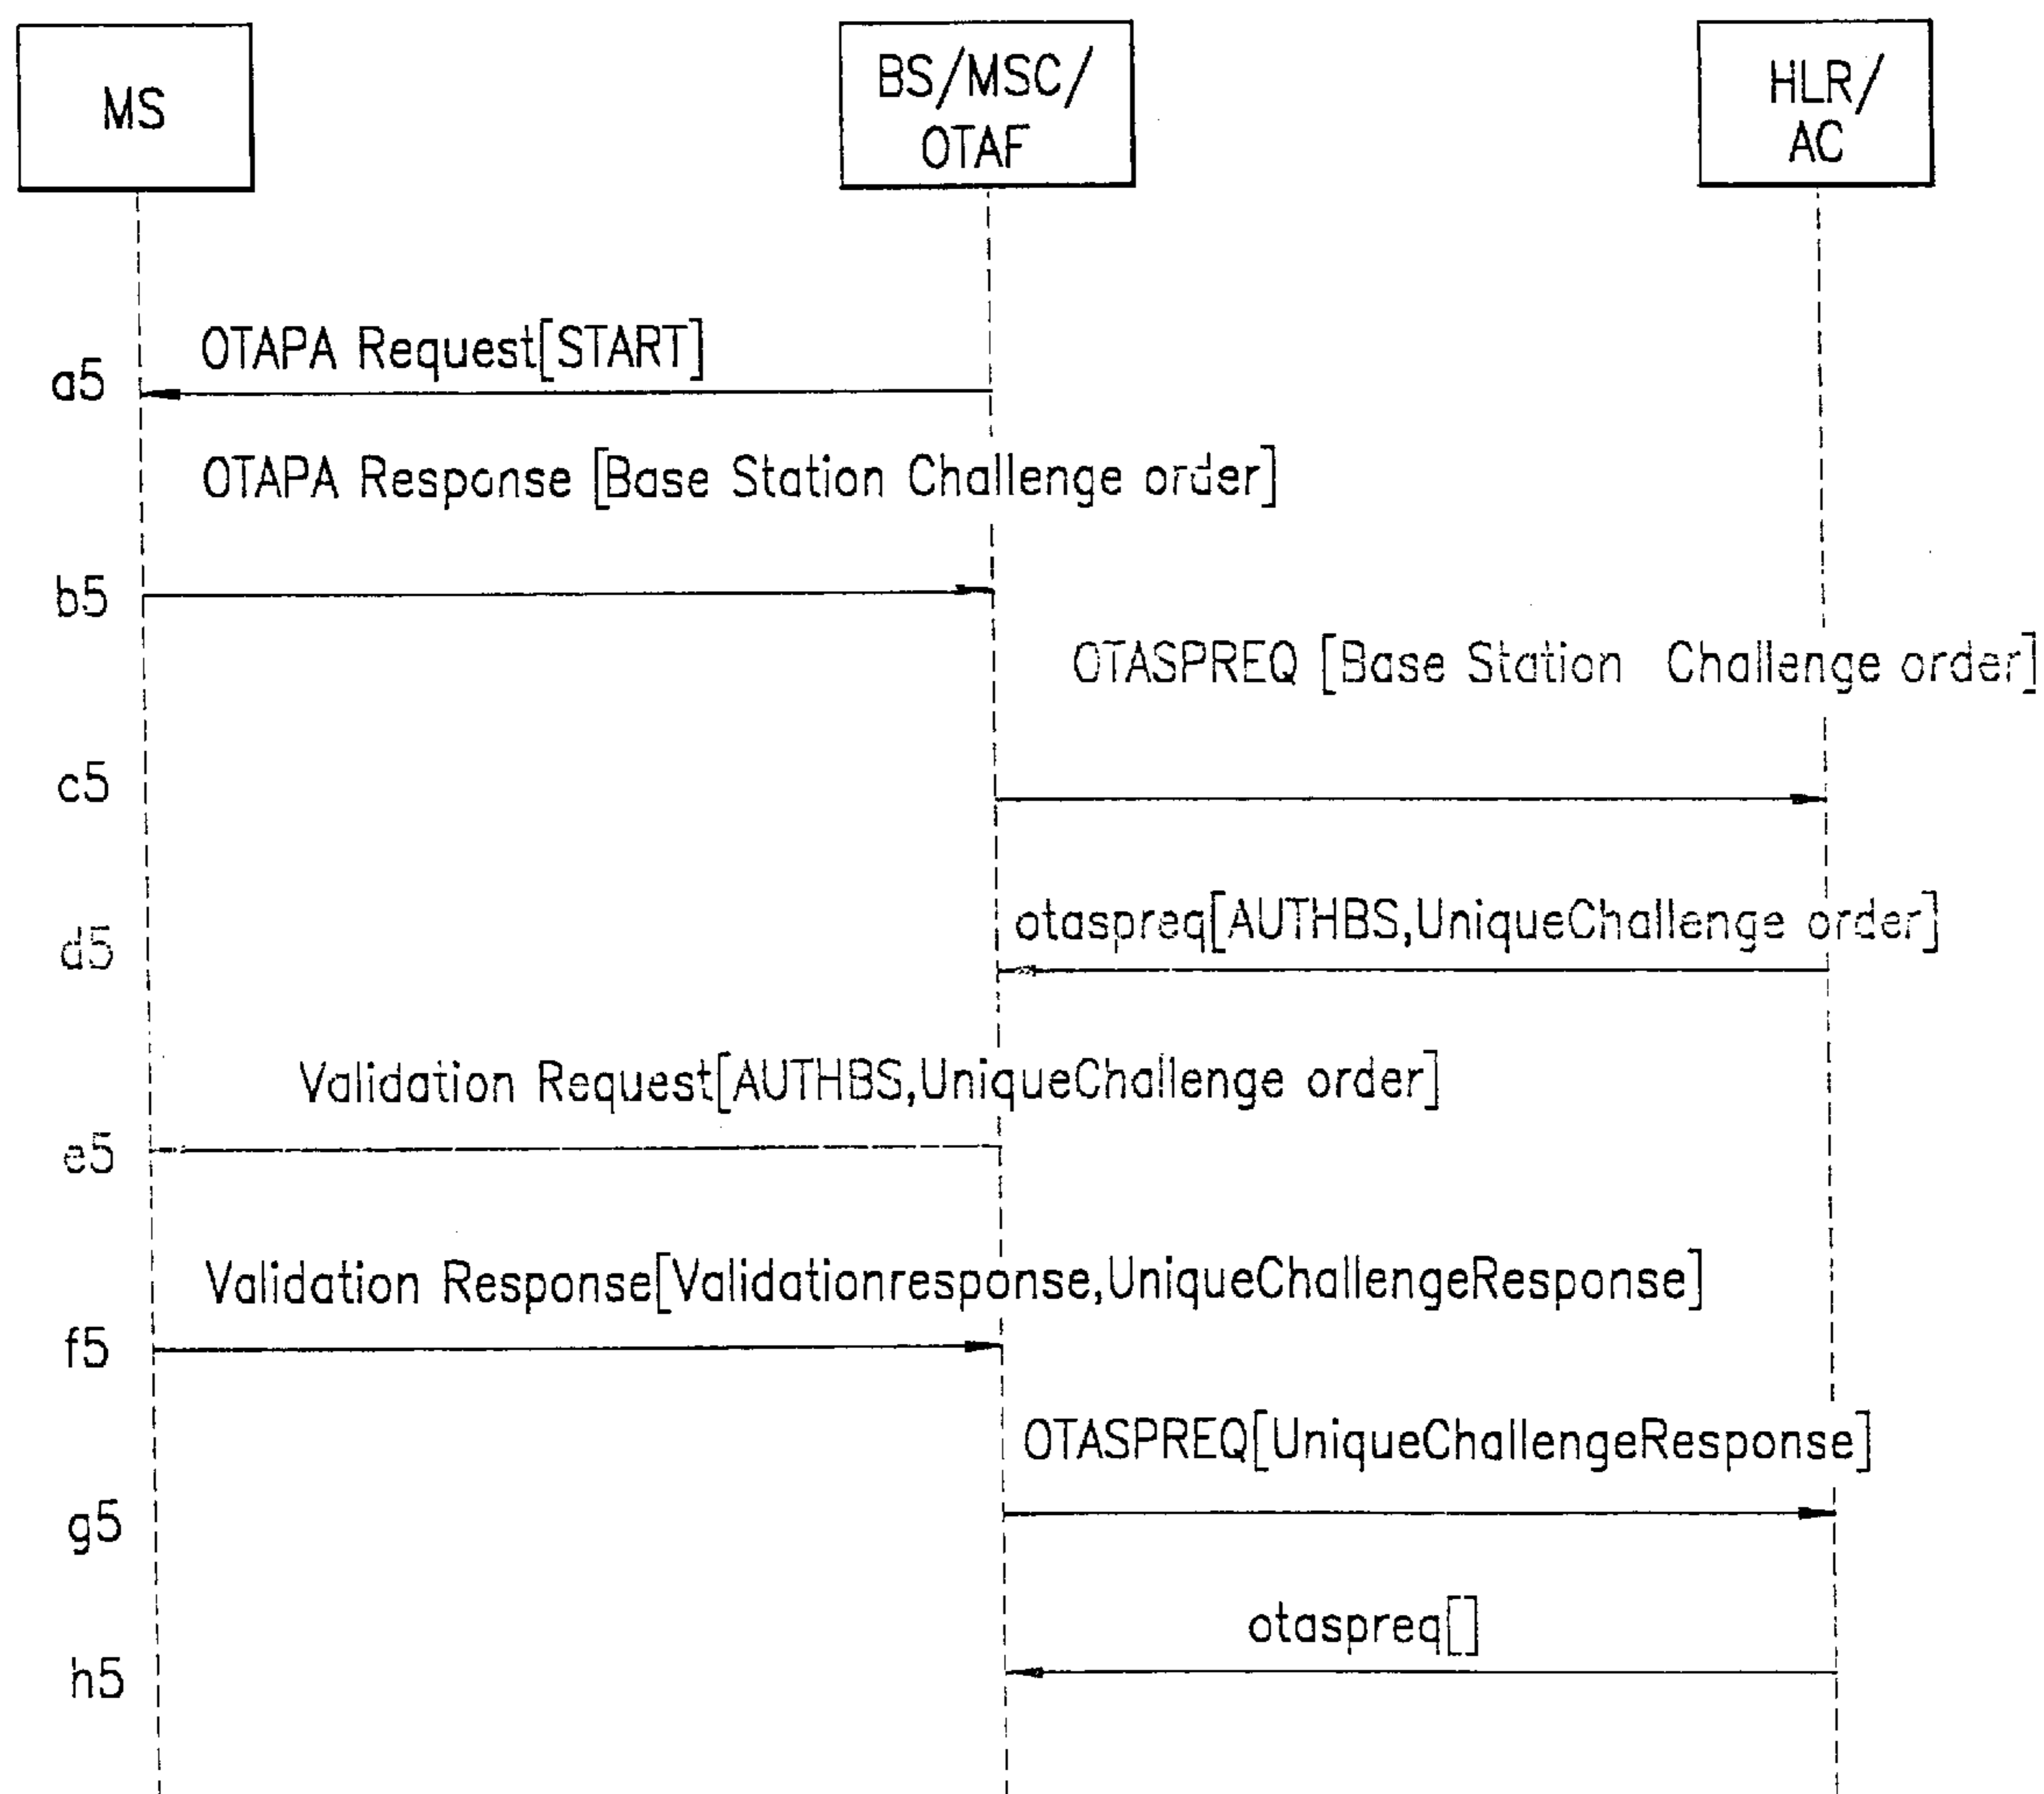 MS
BS/MSC/
OTAF
HLR/
AC
OTAPA Request[START]
a5
OTAPA Response [Base Station Challenge order]
b5
OTASPREQ [Base Station Challenge order]
c5
otaspreq[AUTHBS,UniqueChallenge order]
d5
Validation Request[AUTHBS,UniqueChallenge order]
e5
Validation Response[Validationresponse,UniqueChallengeResponse]
f5
OTASPREQ[UniqueChallengeResponse]
g5
otaspreq[]
h5